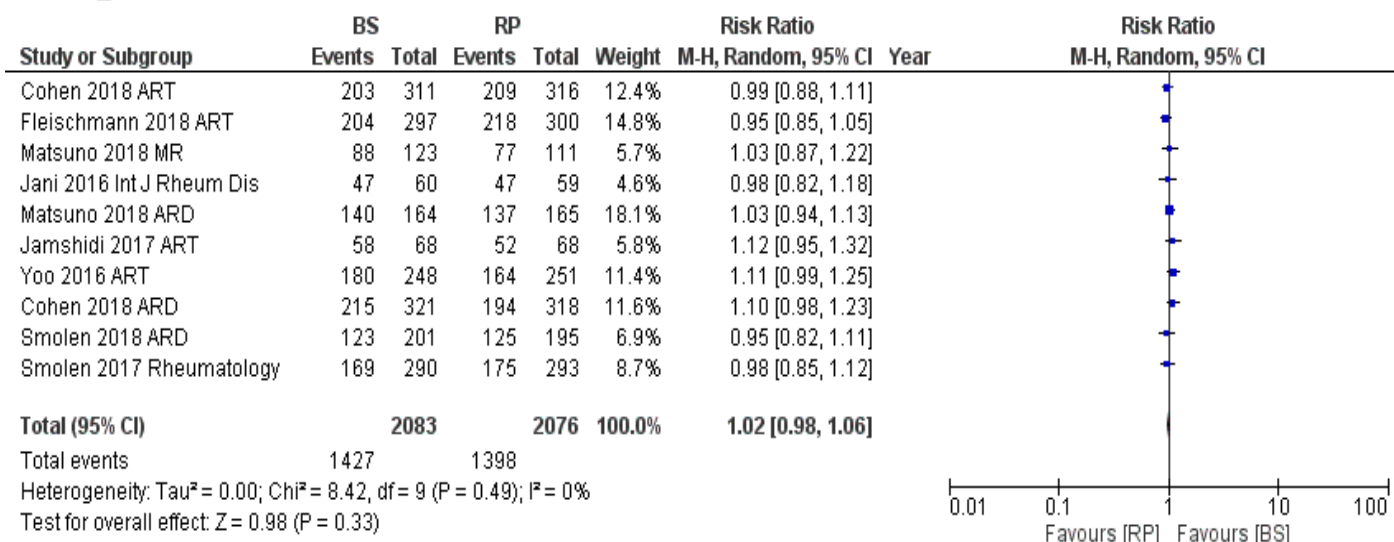 BS RP Risk Ratio Risk Ratio
Study or Subgroup Events Total Events Total Weight M-H, Random, 95% CI Year M-H, Random, 95% CI
Cohen 2018 ART 203 311 209 316 12.4% 0.99 [0.88, 1.11]
Fleischmann 2018 ART 204 297 218 300 14.8% 0.95 [0.85, 1.05]
Matsuno 2018 MR 88 123 77 111 5.7% 1.03 [0.87, 1.22]
Jani 2016 Int J Rheum Dis 47 60 47 59 4.6% 0.98 [0.82, 1.18]
Matsuno 2018 ARD 140 164 137 165 18.1% 1.03 [0.94, 1.13]
Jamshidi 2017 ART 58 68 52 68 5.8% 1.12 [0.95, 1.32]
Yoo 2016 ART 180 248 164 251 11.4% 1.11 [0.99, 1.25]
Cohen 2018 ARD 215 321 194 318 11.6% 1.10 [0.98, 1.23]
Smolen 2018 ARD 123 201 125 195 6.9% 0.95 [0.82, 1.11]
Smolen 2017 Rheumatology 169 290 175 293 8.7% 0.98 [0.85, 1.12]
Total (95% CI) 2083 2076 100.0% 1.02 [0.98, 1.06]
Total events 1427 1398
Heterogeneity: Tau² = 0.00; Chi² = 8.42, df = 9 (P = 0.49); I² = 0%
Test for overall effect: Z = 0.98 (P = 0.33)
0.01 0.1 1 10 100
Favours [RP] Favours [BS]